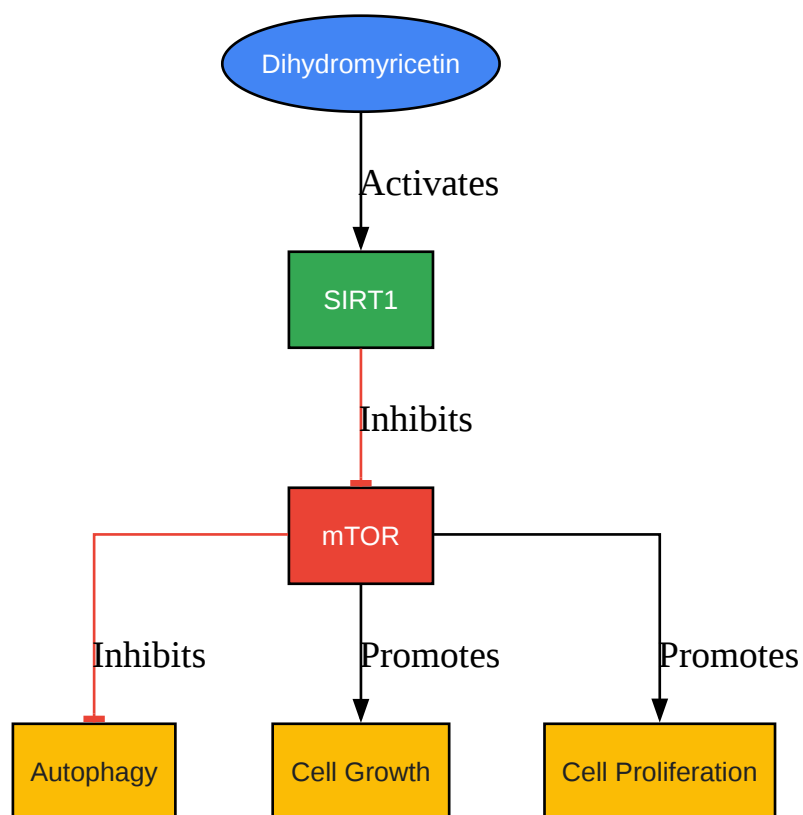 Dihydromyricetin
Activates
SIRT1
Inhibits
mTOR
Inhibits
Promotes
Promotes
Autophagy
Cell Growth
Cell Proliferation